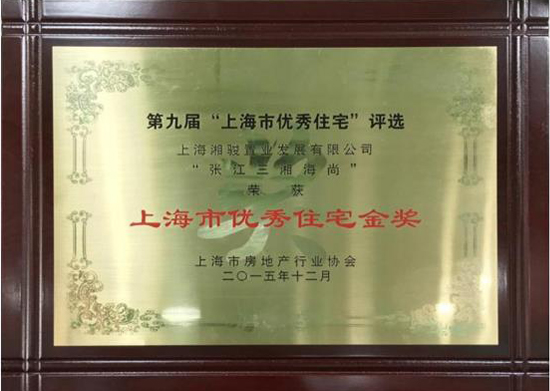 第九届“上海市优秀住宅”评选
上海湘骏置业发展有限公司
“张江三湘海尚”
荣 获
上海市优秀住宅金奖
上海市房地产行业协会
二〇一五年十二月